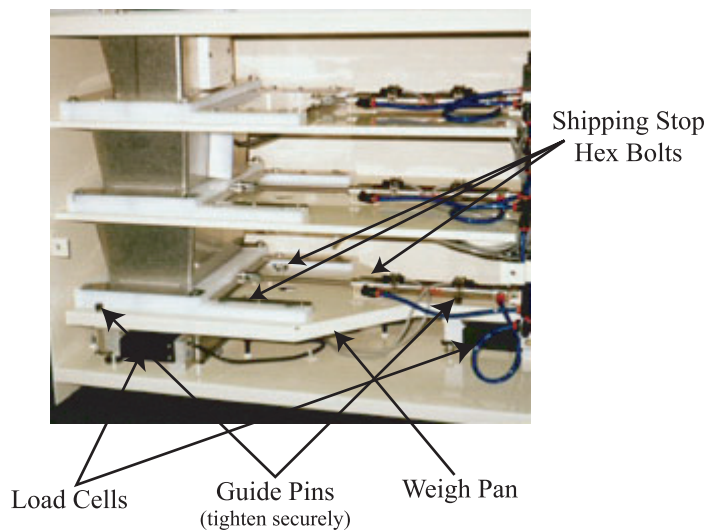 Shipping Stop
Hex Bolts
Load Cells
Guide Pins
(tighten securely)
Weigh Pan